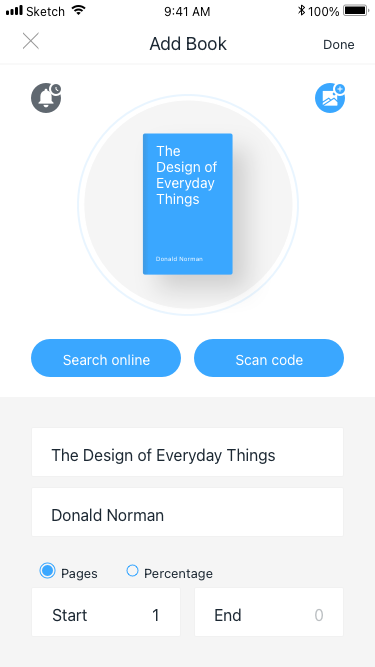 Sketch 9:41 AM 100%
Add Book Done
The
Design of
Everyday
Things
Donald Norman
Search online Scan code
The Design of Everyday Things
Donald Norman
Pages Percentage
Start 1 End 0